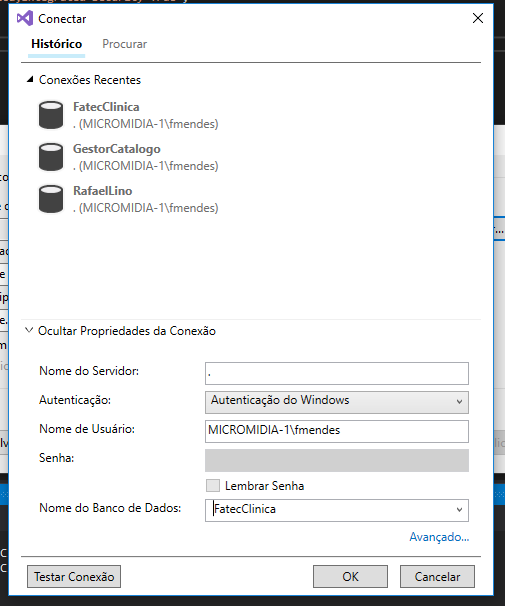 Conectar
Histórico
Procurar
Conexões Recentes
FatecClinica
. (MICROMIDIA-1\fmendes)
GestorCatalogo
. (MICROMIDIA-1\fmendes)
RafaelLino
. (MICROMIDIA-1\fmendes)
Ocultar Propriedades da Conexão
Nome do Servidor:
.
Autenticação:
Autenticação do Windows
Nome de Usuário:
MICROMIDIA-1\fmendes
Senha:
Lembrar Senha
Nome do Banco de Dados:
FatecClinica
Avançado...
Testar Conexão
OK
Cancelar